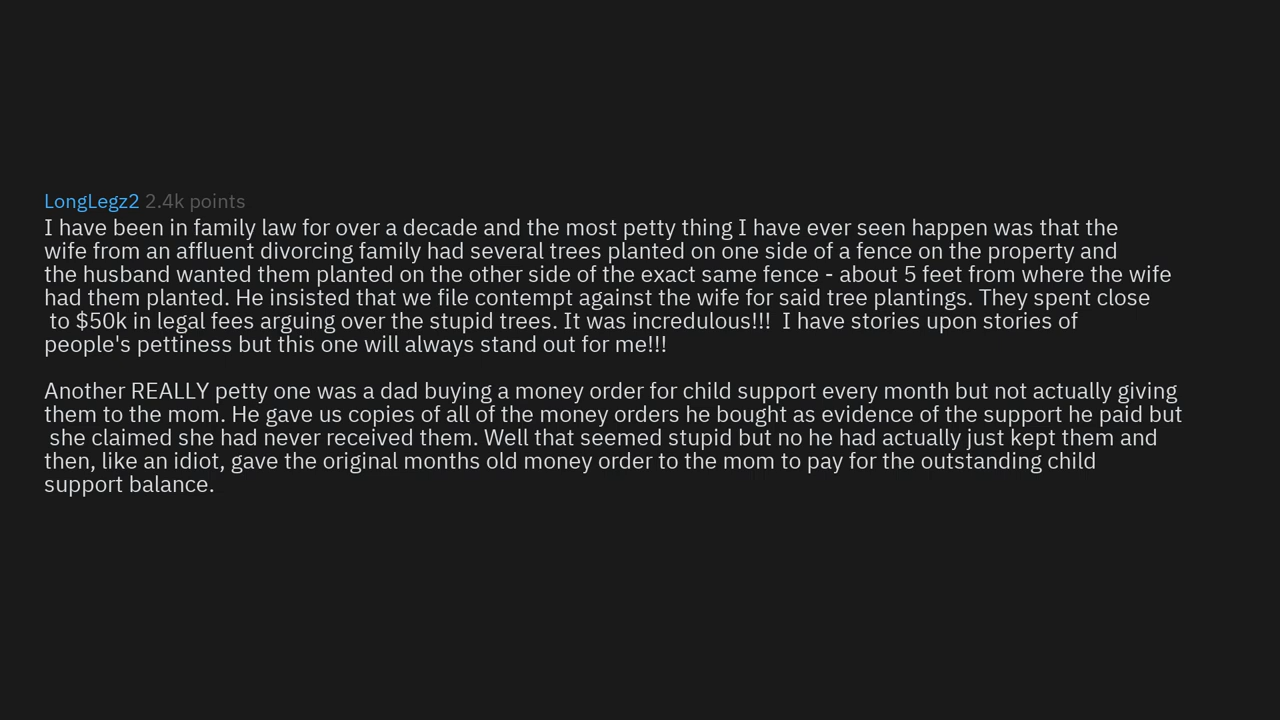 LongLegz2 2.4k points
I have been in family law for over a decade and the most petty thing I have ever seen happen was that the
wife from an affluent divorcing family had several trees planted on one side of a fence on the property and
the husband wanted them planted on the other side of the exact same fence - about 5 feet from where the wife
had them planted. He insisted that we file contempt against the wife for said tree plantings. They spent close
to $50k in legal fees arguing over the stupid trees. It was incredulous!!!  I have stories upon stories of
people's pettiness but this one will always stand out for me!!!

Another REALLY petty one was a dad buying a money order for child support every month but not actually giving
them to the mom. He gave us copies of all of the money orders he bought as evidence of the support he paid but
she claimed she had never received them. Well that seemed stupid but no he had actually just kept them and
then, like an idiot, gave the original months old money order to the mom to pay for the outstanding child
support balance.